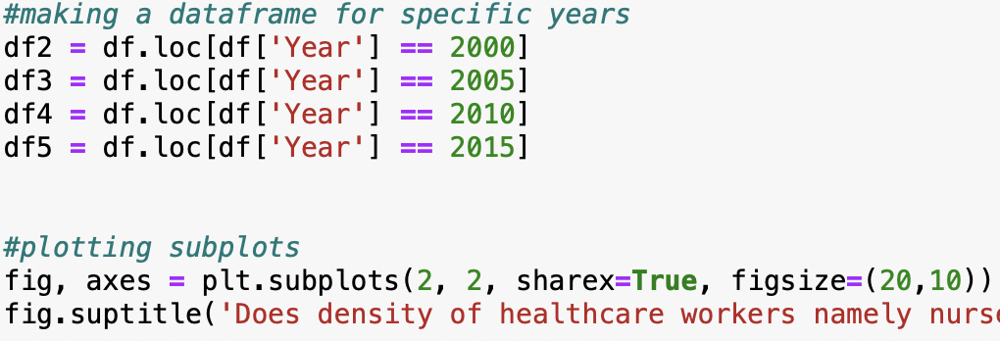 #making a dataframe for specific years
df2 = df.loc[df['Year'] == 2000]
df3 = df.loc[df['Year'] == 2005]
df4 = df.loc[df['Year'] == 2010]
df5 = df.loc[df['Year'] == 2015]
#plotting subplots
fig, axes = plt.subplots(2, 2, sharex=True, figsize=(20,10))
fig.suptitle('Does density of healthcare workers namely